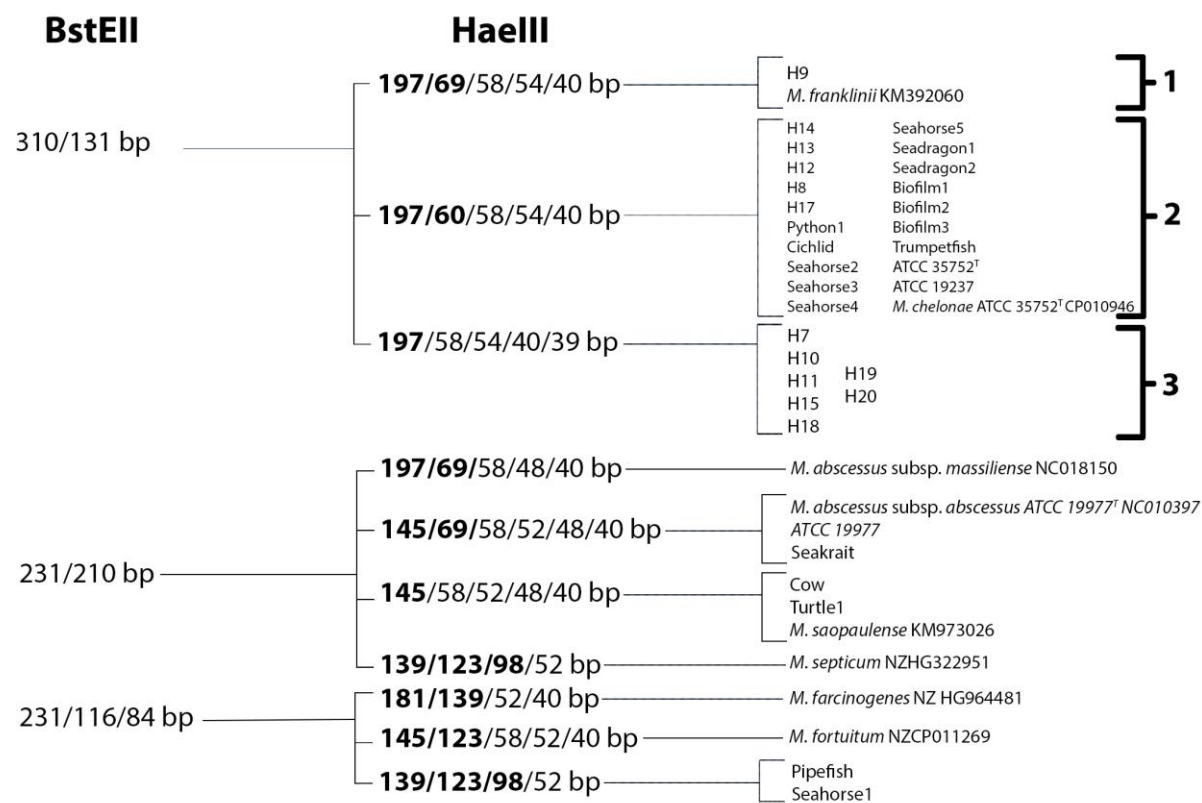 BstEII HaeIII
310/131 bp
197/69/58/54/40 bp
H9
M. franklinii KM392060
1
197/60/58/54/40 bp
H14 Seahorse5
H13 Seadragon1
H12 Seadragon2
H8 Biofilm1
H17 Biofilm2
Python1 Biofilm3
Cichlid Trumpetfish
Seahorse2 ATCC 35752ᵀ
Seahorse3 ATCC 19237
Seahorse4 M. chelonae ATCC 35752ᵀ CP010946
2
197/58/54/40/39 bp
H7
H10
H11
H15
H18
H19
H20
3
231/210 bp
197/69/58/48/40 bp
M. abscessus subsp. massiliense NC018150
145/69/58/52/48/40 bp
M. abscessus subsp. abscessus ATCC 19977ᵀ NC010397
ATCC 19977
Seakrait
145/58/52/48/40 bp
Cow
Turtle1
M. saopaulense KM973026
139/123/98/52 bp
M. septicum NZHG322951
231/116/84 bp
181/139/52/40 bp
M. farcinogenes NZ HG964481
145/123/58/52/40 bp
M. fortuitum NZCP011269
139/123/98/52 bp
Pipefish
Seahorse1